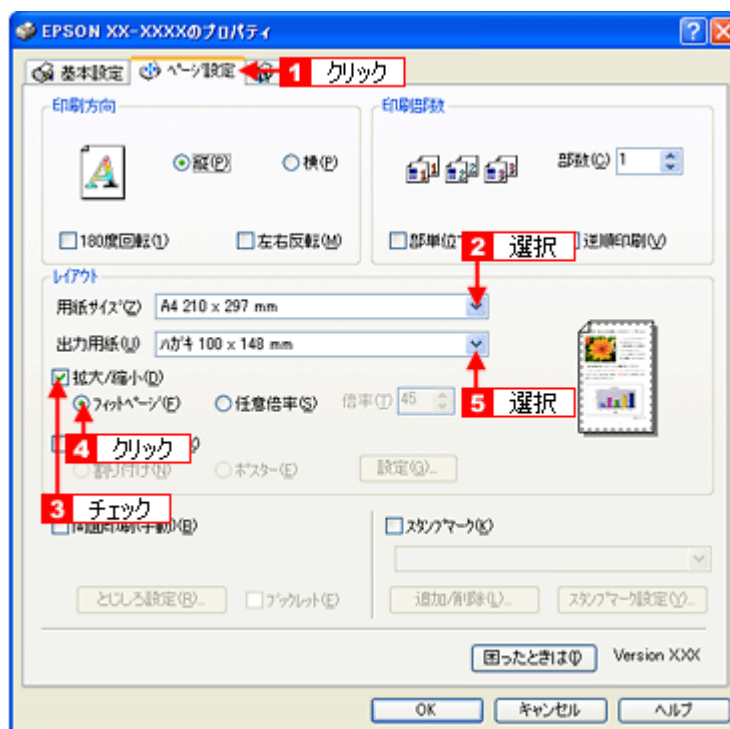 EPSON XX-XXXXのプロパティ
基本設定 ページ設定 1 クリック
印刷方向 印刷部数
縦(P) 横(P) 部数(C) 1
180度回転(1) 左右反転(M) 部単位 2 選択 逆順印刷(V)
レイアウト
用紙サイズ(Z) A4 210 x 297 mm
出力用紙(U) ハガキ 100 x 148 mm
拡大/縮小(D)
フィットページ(F) 任意倍率(S) 倍率(T) 45 5 選択
4 クリック
割り付け(N) ポスター(E) 設定(G)...
3 チェック
両面印刷(手動)(B) スタンプマーク(K)
とじしろ設定(R)... ブックレット(E) 追加/削除(L)... スタンプマーク設定(Y)...
困ったときは(I) Version XXX
OK キャンセル ヘルプ